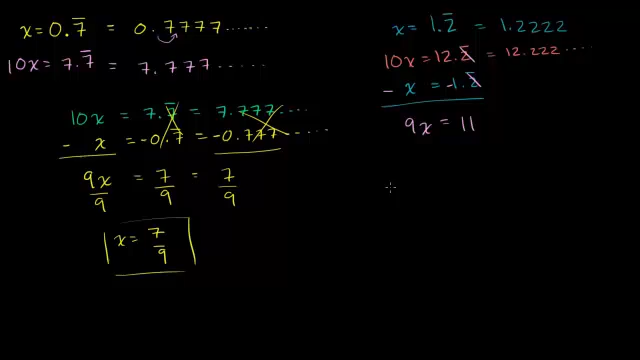 x = 0.7̅ = 0.7777......
10x = 7.7̅ = 7.777......
10x = 7.7̅ = 7.777....
- x = -0.7̅ = -0.777....
9x/9 = 7/9 = 7/9
x = 7/9
x = 1.2̅ = 1.2222
10x = 12.2̅ = 12.222....
- x = -1.2̅
9x = 11